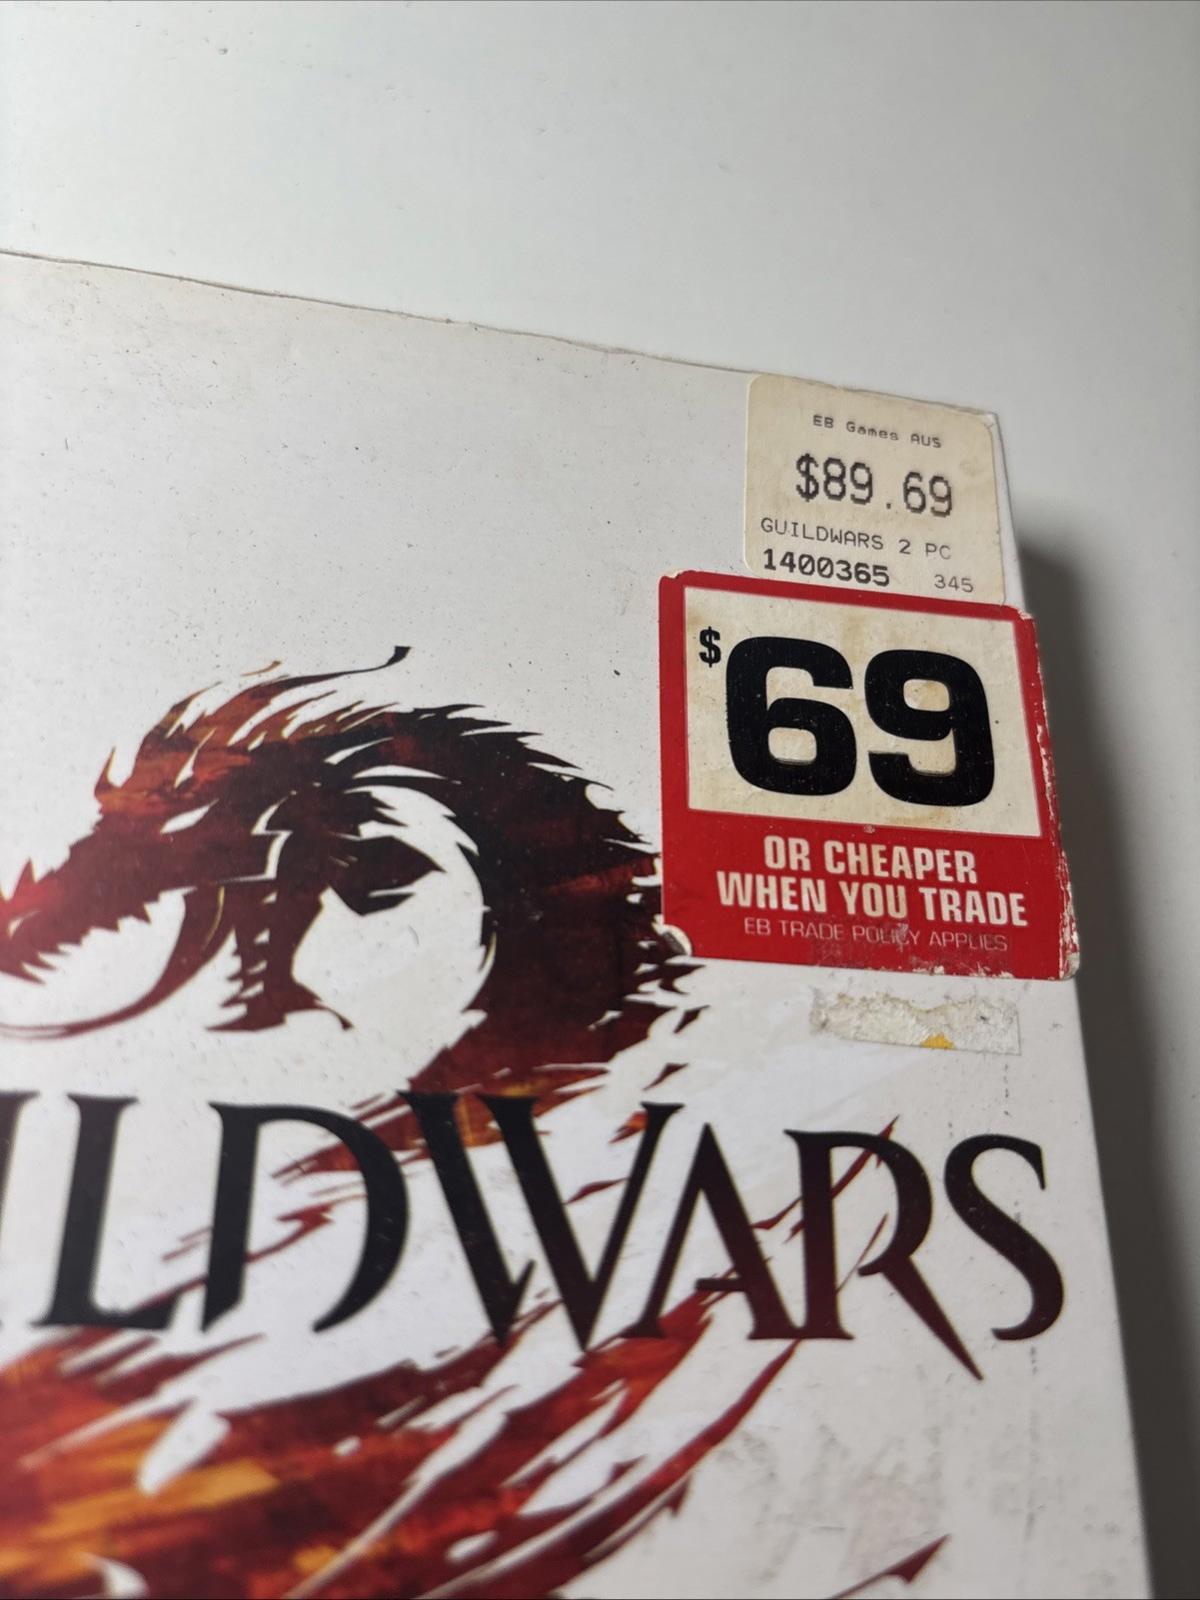 EB Games AUS
$89.69
GUILDWARS 2 PC
1400365 345
$69
OR CHEAPER
WHEN YOU TRADE
EB TRADE POLICY APPLIES
ILDWARS